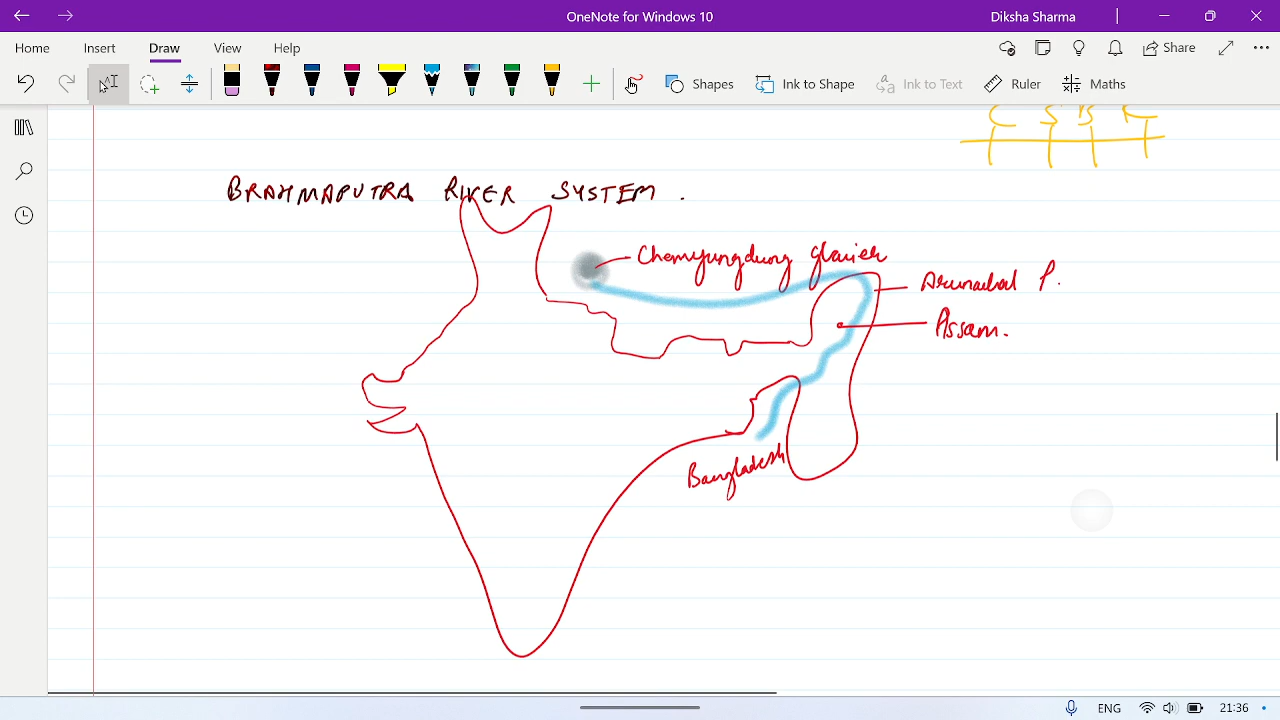 OneNote for Windows 10
Diksha Sharma
Home Insert Draw View Help
Share
Shapes
Ink to Shape
Ink to Text
Ruler
Maths
C S B K
BRAHMAPUTRA RIVER SYSTEM.
Chemyungdung glacier
Arunachal P.
Assam.
Bangladesh
ENG
21:36